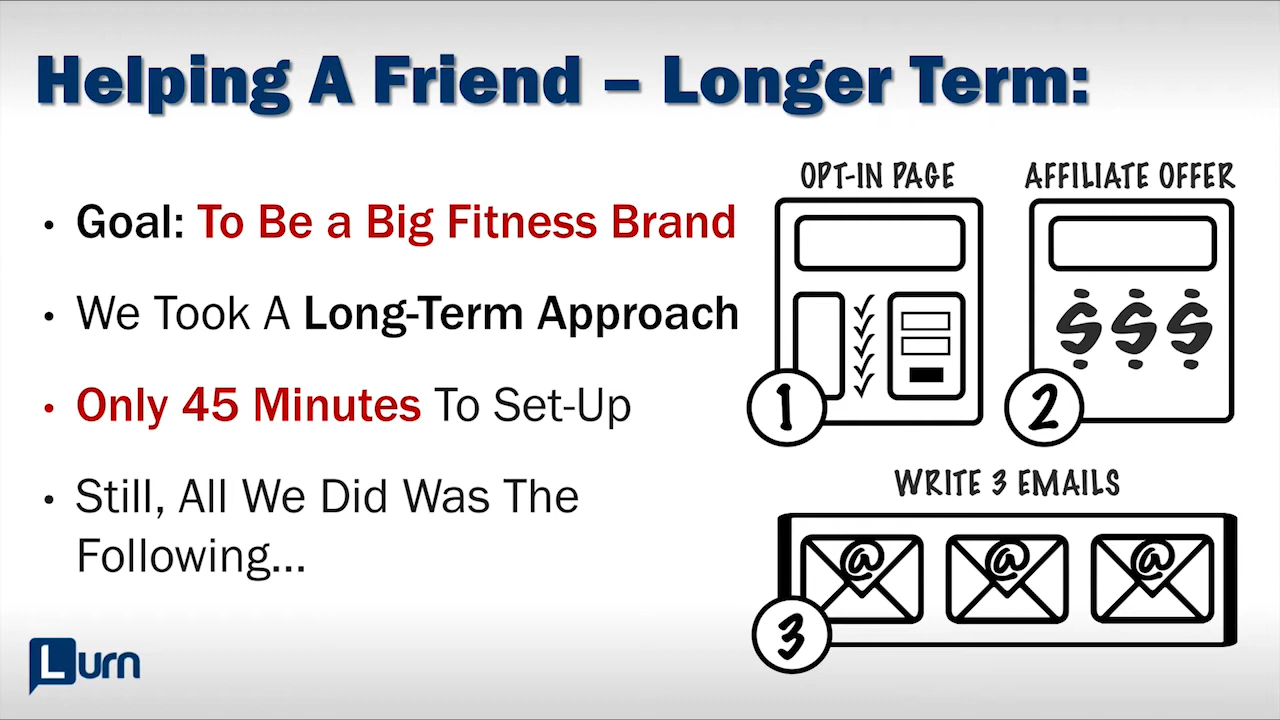 Helping A Friend – Longer Term:
• Goal: To Be a Big Fitness Brand
• We Took A Long-Term Approach
• Only 45 Minutes To Set-Up
• Still, All We Did Was The
Following...
OPT-IN PAGE
1
AFFILIATE OFFER
$ $ $
2
WRITE 3 EMAILS
@ @ @
3
Lurn